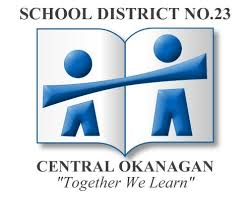 SCHOOL DISTRICT NO.23
CENTRAL OKANAGAN
"Together We Learn"